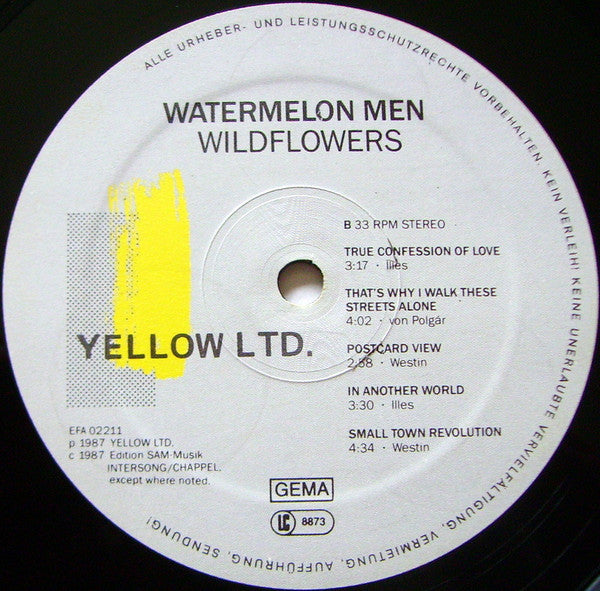 ALLE URHEBER- UND LEISTUNGSSCHUTZRECHTE VORBEHALTEN. KEIN VERLEIH! KEINE UNERLAUBTE VERVIELFÄLTIGUNG, VERMIETUNG, AUFFÜHRUNG, SENDUNG!
WATERMELON MEN
WILDFLOWERS
B 33 RPM STEREO
TRUE CONFESSION OF LOVE
3:17 · Illes
THAT'S WHY I WALK THESE
STREETS ALONE
4:02 · von Polgár
POSTCARD VIEW
2:58 · Westin
IN ANOTHER WORLD
3:30 · Illes
SMALL TOWN REVOLUTION
4:34 · Westin
YELLOW LTD.
EFA 02211
p 1987 YELLOW LTD.
c 1987 Edition SAM-Musik
INTERSONG/CHAPPEL,
except where noted.
GEMA
LC 8873